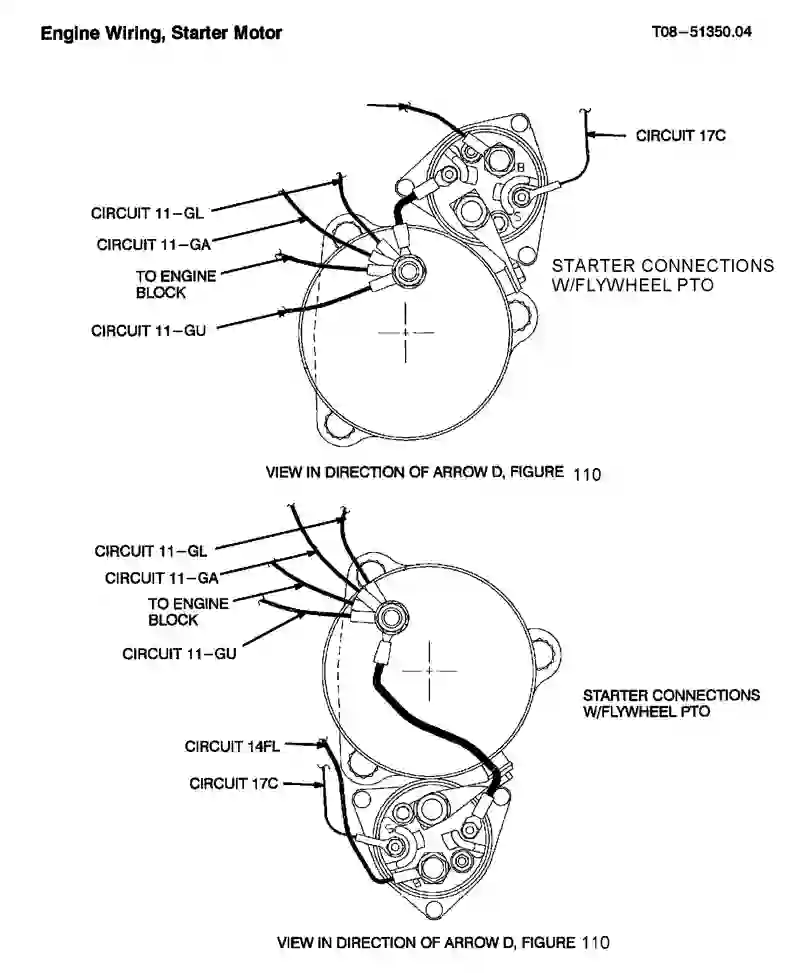 Engine Wiring, Starter Motor
T08-51350.04
CIRCUIT 17C
CIRCUIT 11-GL
CIRCUIT 11-GA
TO ENGINE
BLOCK
CIRCUIT 11-GU
B
S
STARTER CONNECTIONS
W/FLYWHEEL PTO
VIEW IN DIRECTION OF ARROW D, FIGURE 110
CIRCUIT 11-GL
CIRCUIT 11-GA
TO ENGINE
BLOCK
CIRCUIT 11-GU
STARTER CONNECTIONS
W/FLYWHEEL PTO
CIRCUIT 14FL
CIRCUIT 17C
S
B
VIEW IN DIRECTION OF ARROW D, FIGURE 110